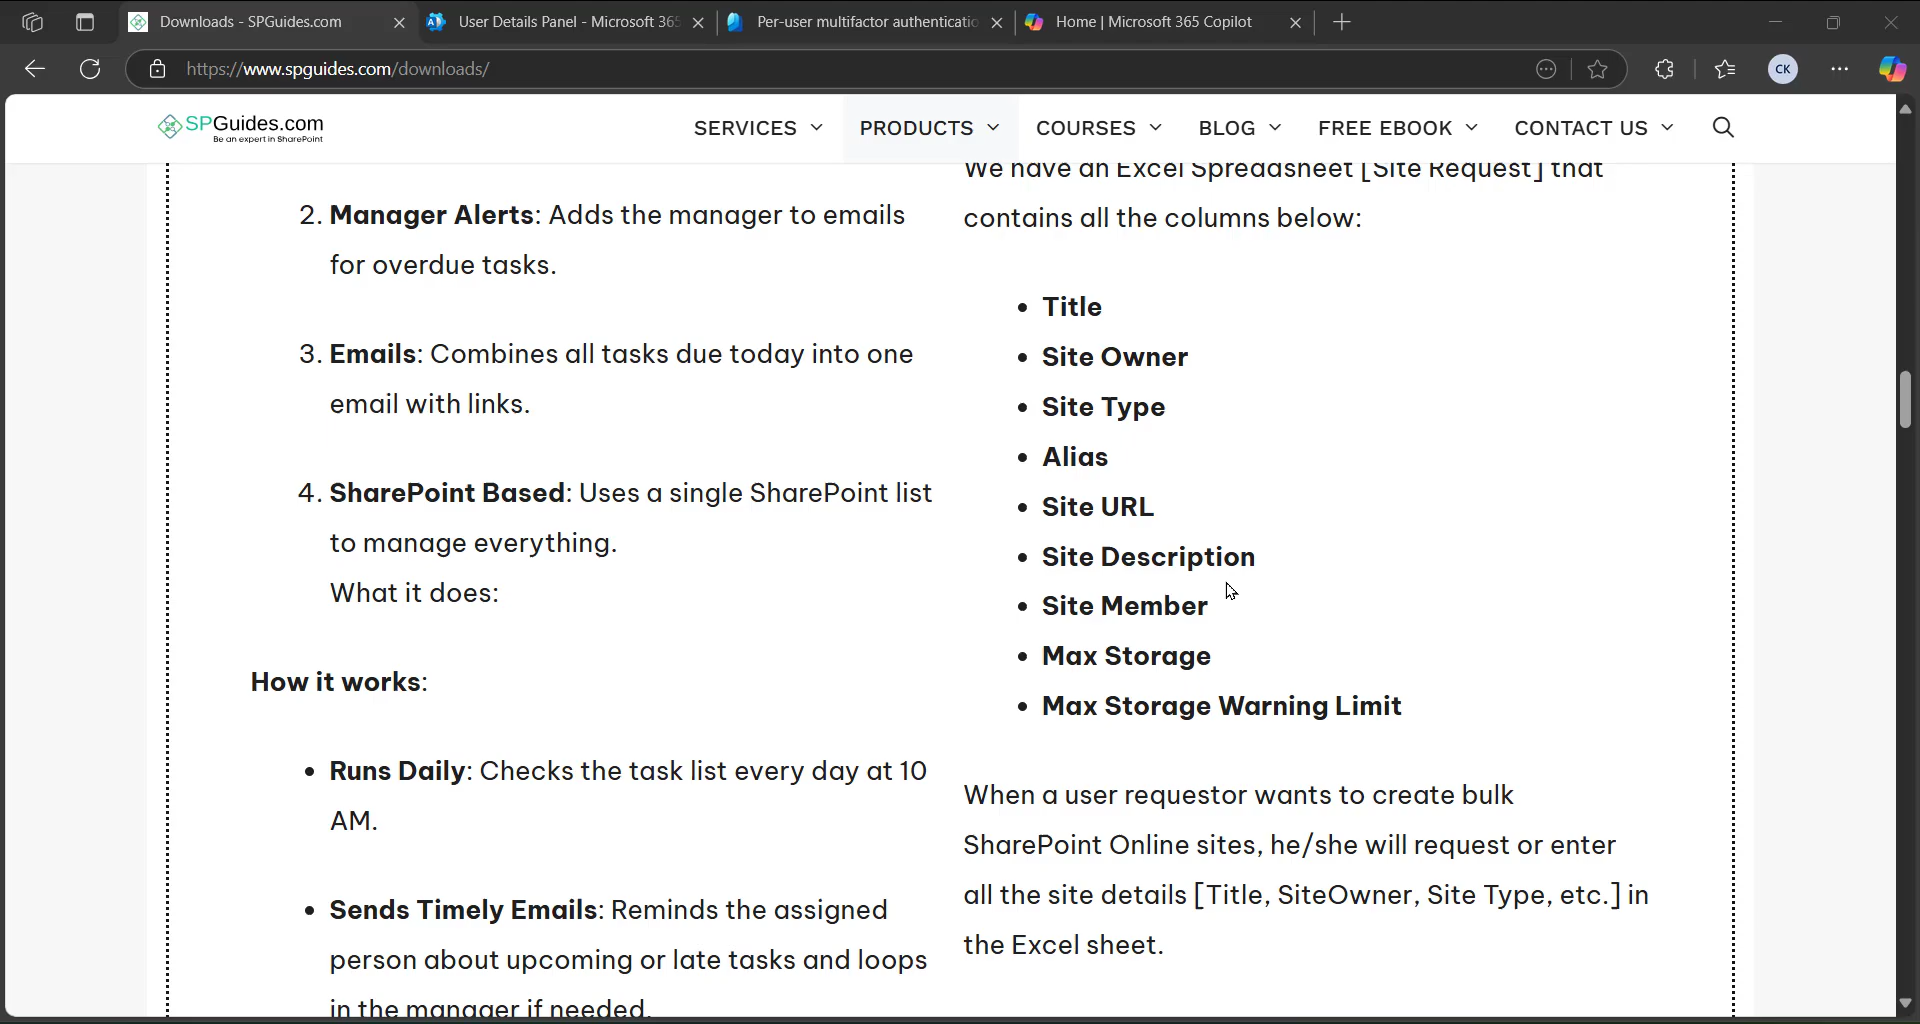 Downloads - SPGuides.com
User Details Panel - Microsoft 365
Per-user multifactor authenticatio
Home | Microsoft 365 Copilot
https://www.spguides.com/downloads/
CK
SPGuides.com
Be an expert in SharePoint
SERVICES
PRODUCTS
COURSES
BLOG
FREE EBOOK
CONTACT US
2. Manager Alerts: Adds the manager to emails
for overdue tasks.
3. Emails: Combines all tasks due today into one
email with links.
4. SharePoint Based: Uses a single SharePoint list
to manage everything.
What it does:
How it works:
• Runs Daily: Checks the task list every day at 10
AM.
• Sends Timely Emails: Reminds the assigned
person about upcoming or late tasks and loops
in the manager if needed.
We have an Excel Spreadsheet [Site Request] that
contains all the columns below:
• Title
• Site Owner
• Site Type
• Alias
• Site URL
• Site Description
• Site Member
• Max Storage
• Max Storage Warning Limit
When a user requestor wants to create bulk
SharePoint Online sites, he/she will request or enter
all the site details [Title, SiteOwner, Site Type, etc.] in
the Excel sheet.